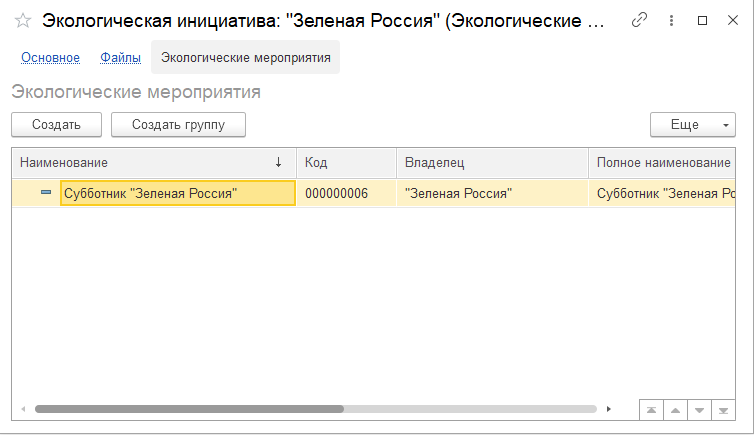 Экологическая инициатива: "Зеленая Россия" (Экологические ...
Основное Файлы Экологические мероприятия
Экологические мероприятия
Создать Создать группу Еще
Наименование ↓ Код Владелец Полное наименование
Субботник "Зеленая Россия" 000000006 "Зеленая Россия" Субботник "Зеленая Ро